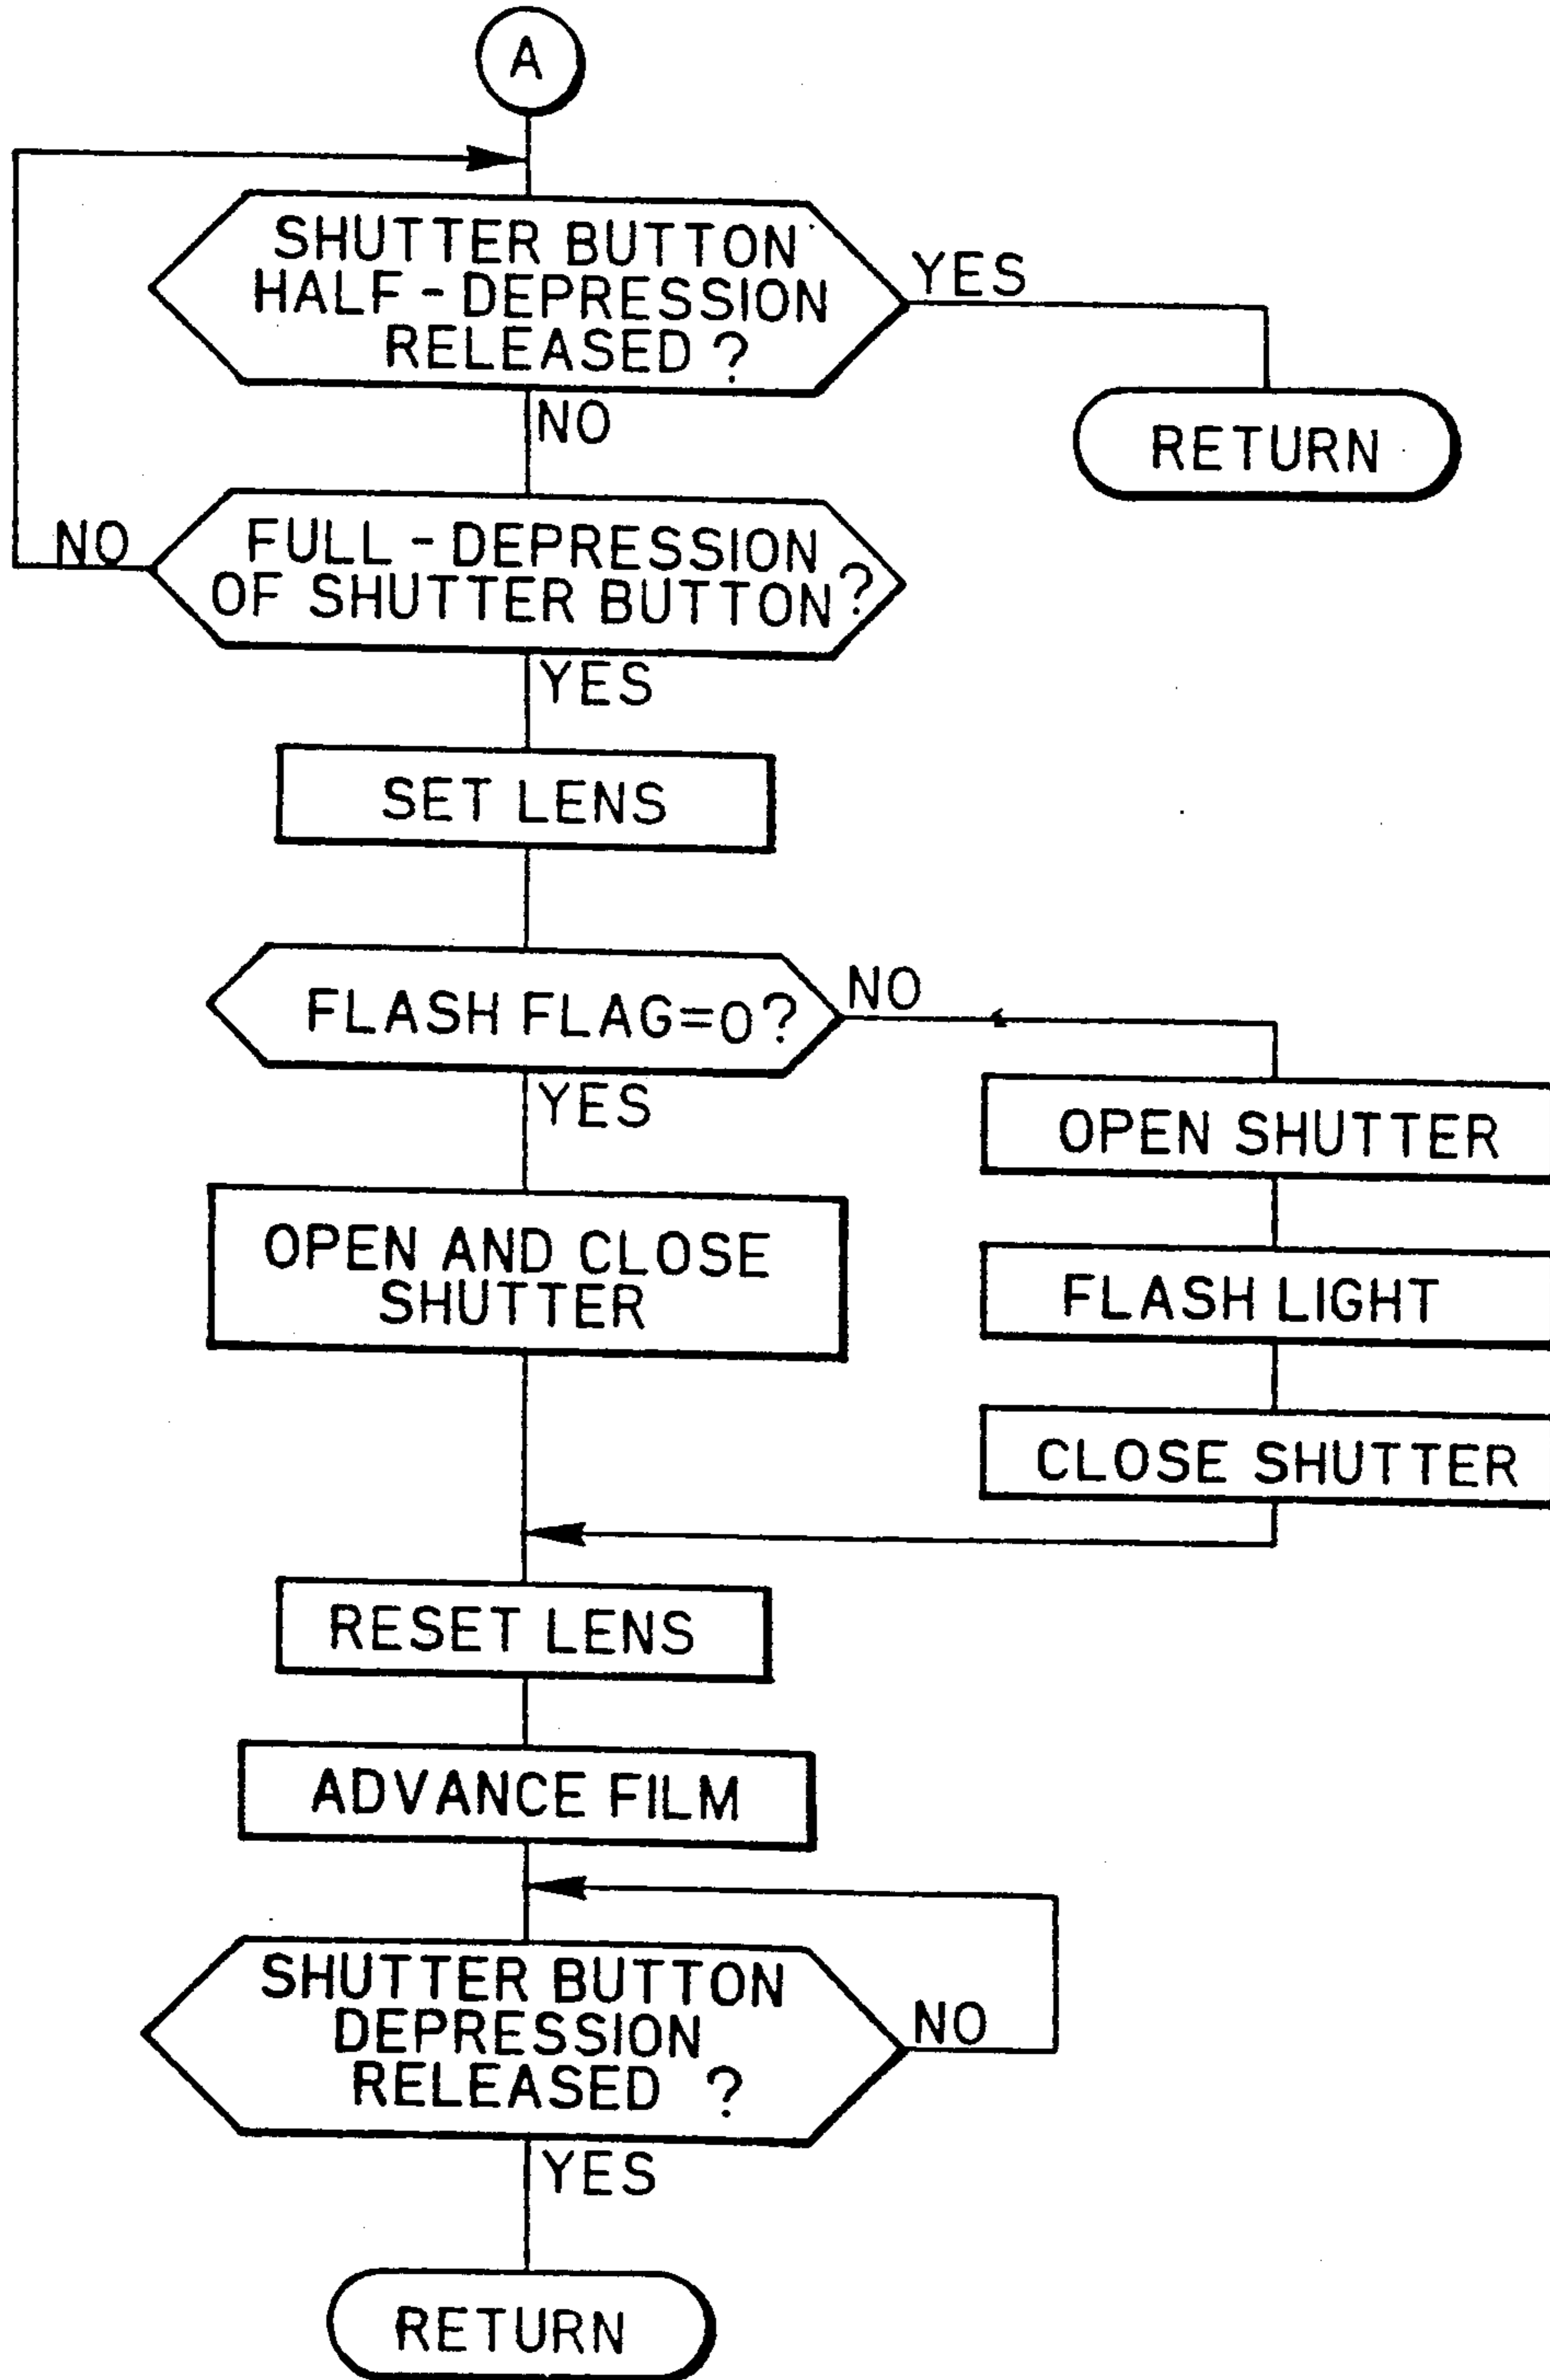 A
SHUTTER BUTTON
HALF-DEPRESSION
RELEASED ?
YES
RETURN
NO
NO
FULL-DEPRESSION
OF SHUTTER BUTTON?
YES
SET LENS
FLASH FLAG=0?
NO
YES
OPEN SHUTTER
OPEN AND CLOSE
SHUTTER
FLASH LIGHT
CLOSE SHUTTER
RESET LENS
ADVANCE FILM
SHUTTER BUTTON
DEPRESSION
RELEASED ?
NO
YES
RETURN